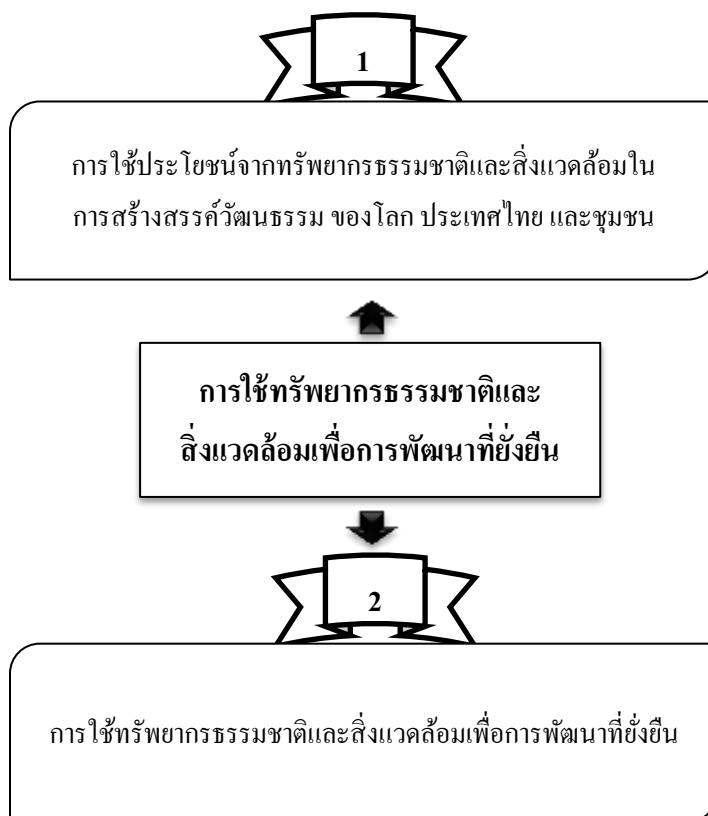 1
การใช้ประโยชน์จากทรัพยากรธรรมชาติและสิ่งแวดล้อมใน
การสร้างสรรค์วัฒนธรรม ของโลก ประเทศไทย และชุมชน
การใช้ทรัพยากรธรรมชาติและ
สิ่งแวดล้อมเพื่อการพัฒนาที่ยั่งยืน
2
การใช้ทรัพยากรธรรมชาติและสิ่งแวดล้อมเพื่อการพัฒนาที่ยั่งยืน